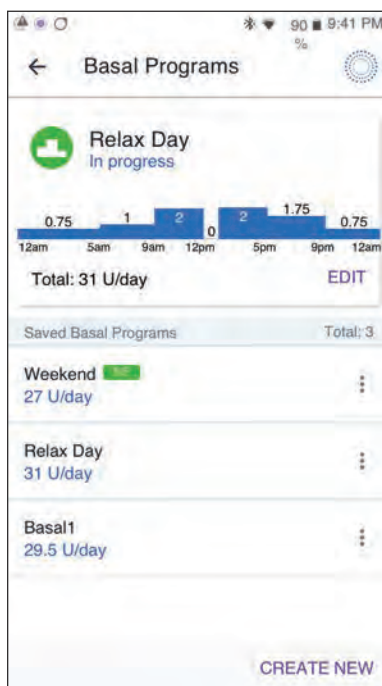 90 9:41 PM
%
Basal Programs
Relax Day
In progress
0.75 1 2 0 2 1.75 0.75
12am 5am 9am 12pm 5pm 9pm 12am
Total: 31 U/day EDIT
Saved Basal Programs Total: 3
Weekend
27 U/day
Relax Day
31 U/day
Basal1
29.5 U/day
CREATE NEW